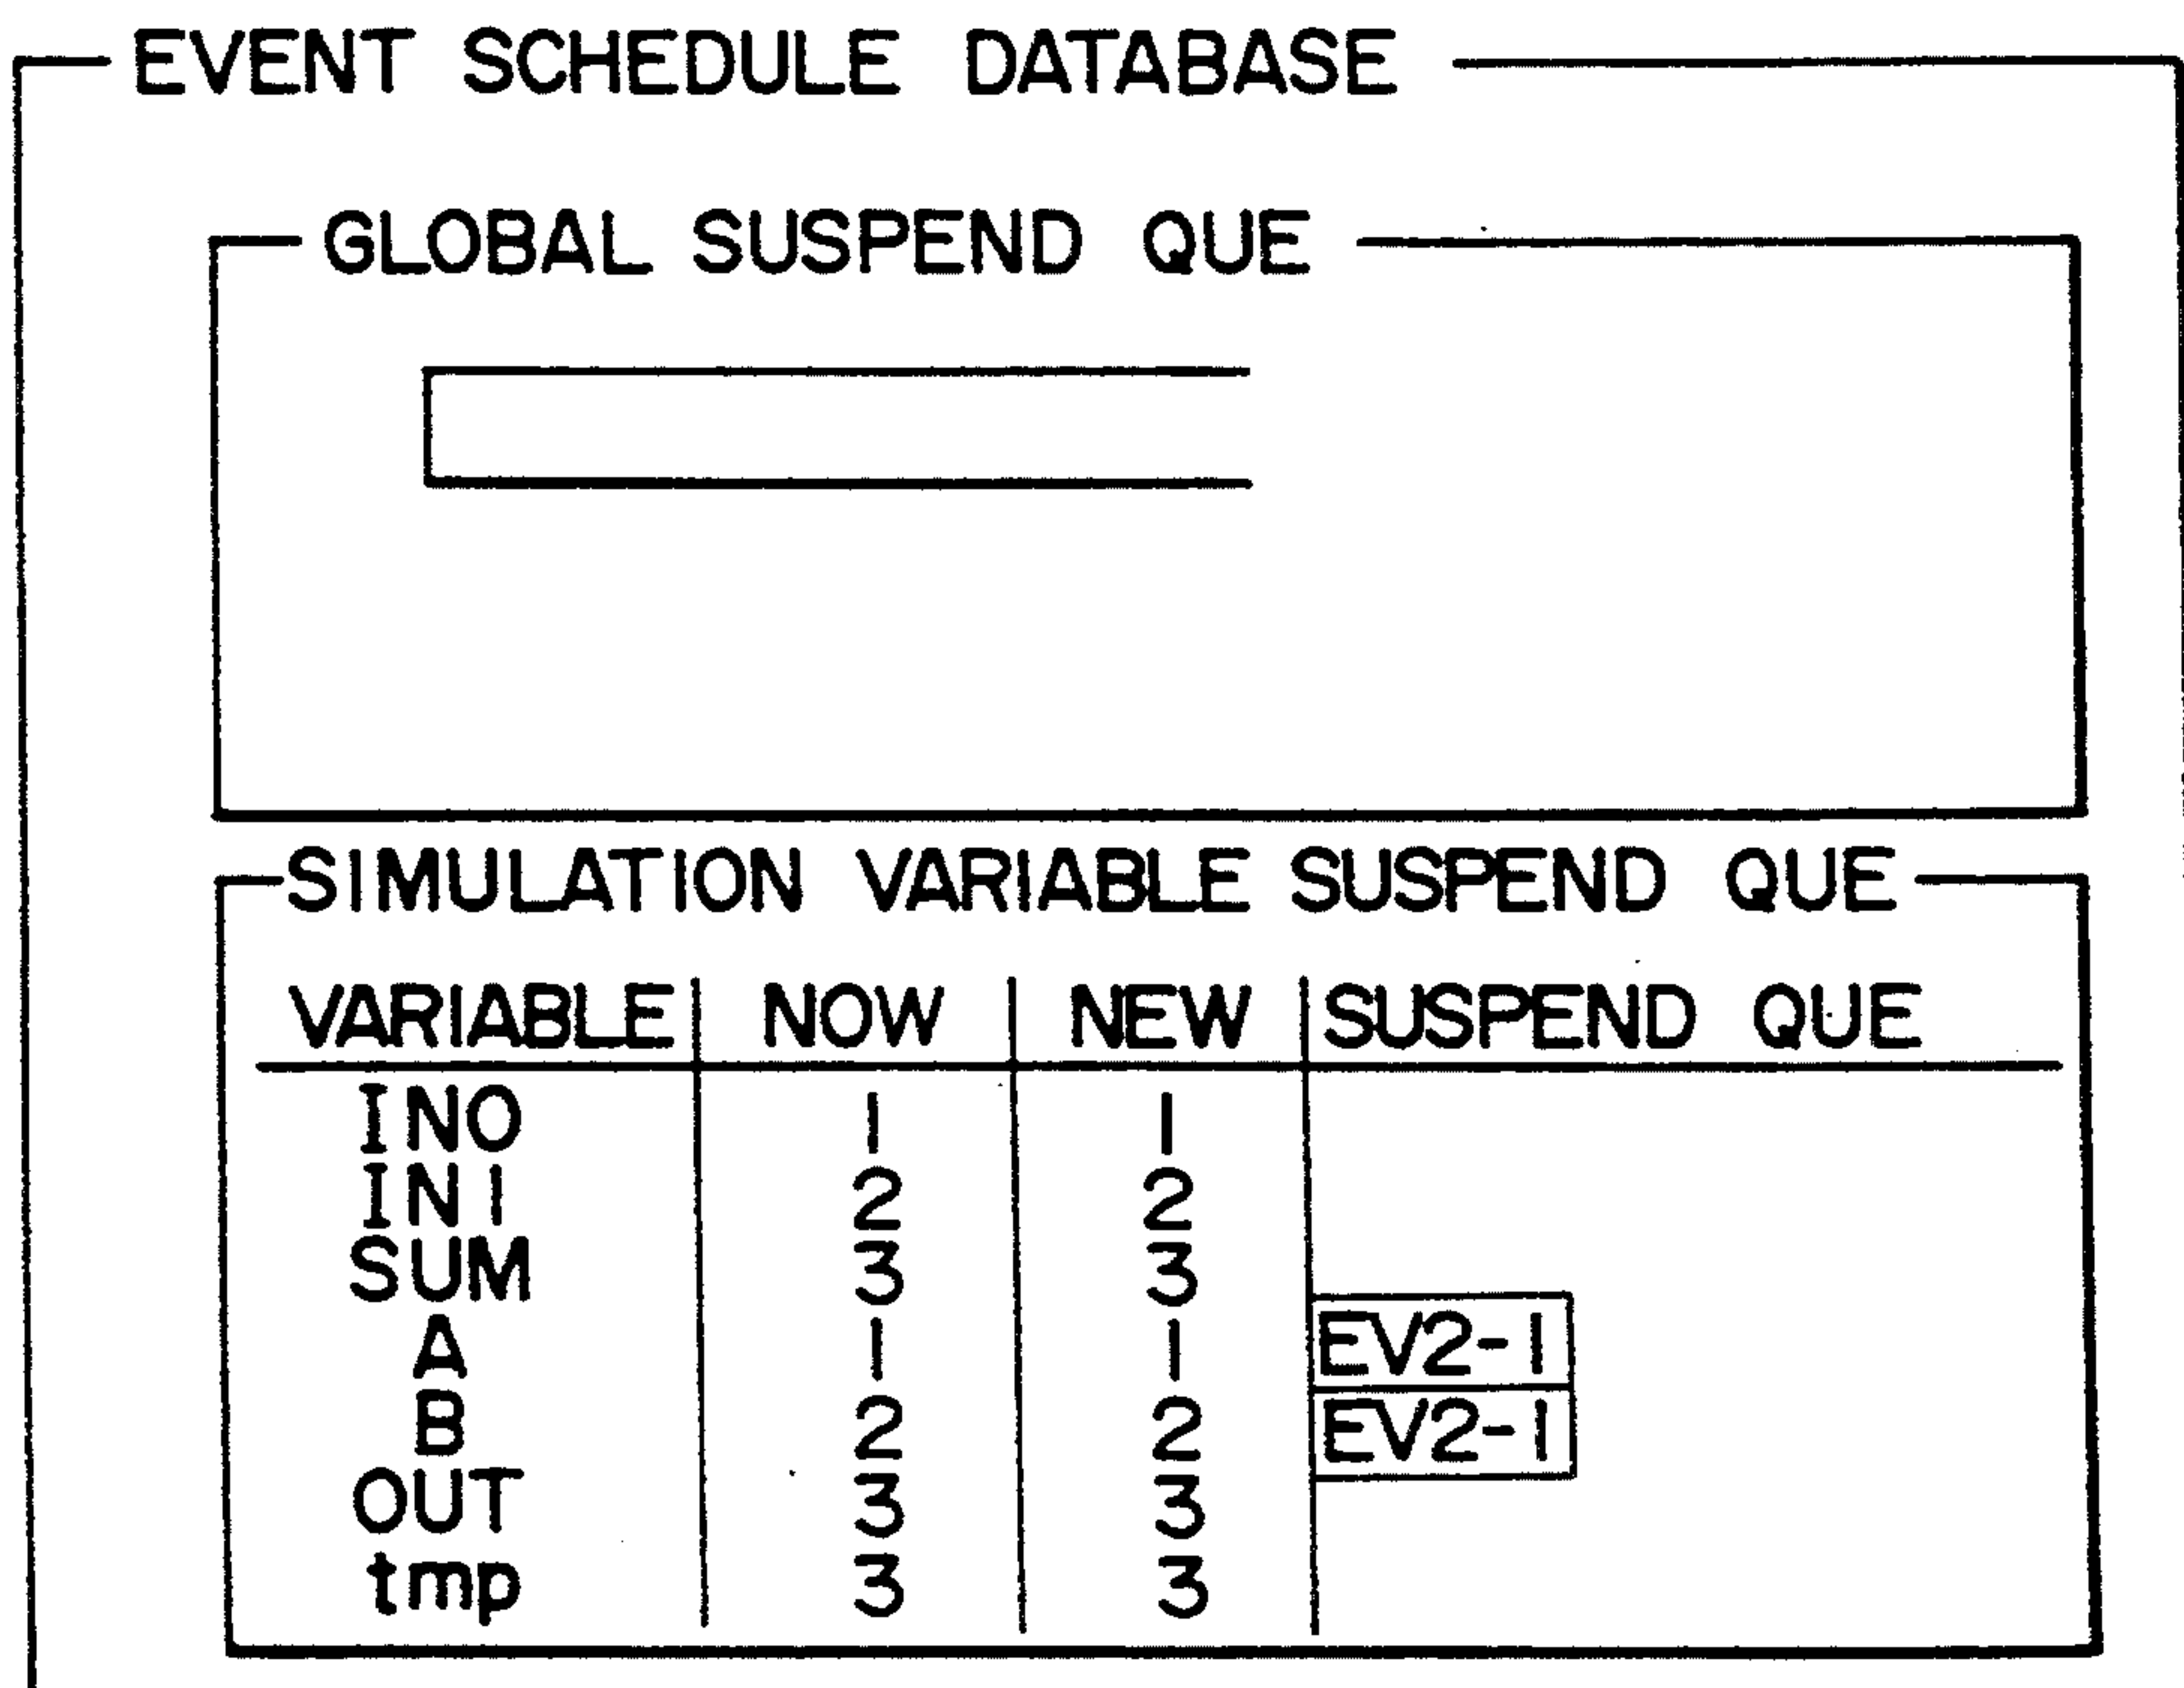 EVENT SCHEDULE DATABASE
GLOBAL SUSPEND QUE
SIMULATION VARIABLE SUSPEND QUE
VARIABLE NOW NEW SUSPEND QUE
IN0 1 1
IN1 2 2
SUM 3 3
A 1 1 EV2-1
B 2 2 EV2-1
OUT 3 3
tmp 3 3